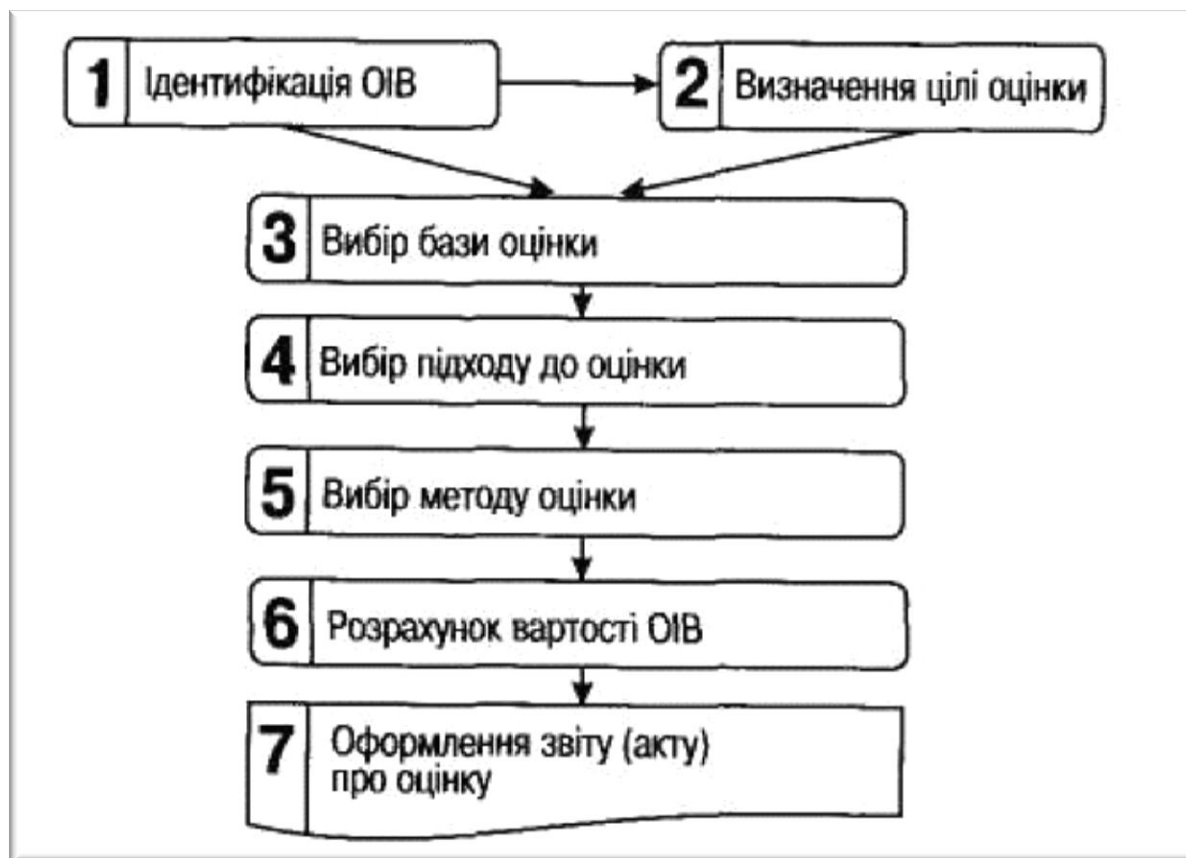 1 Ідентифікація ОІВ
2 Визначення цілі оцінки
3 Вибір бази оцінки
4 Вибір підходу до оцінки
5 Вибір методу оцінки
6 Розрахунок вартості ОІВ
7 Оформлення звіту (акту)
про оцінку